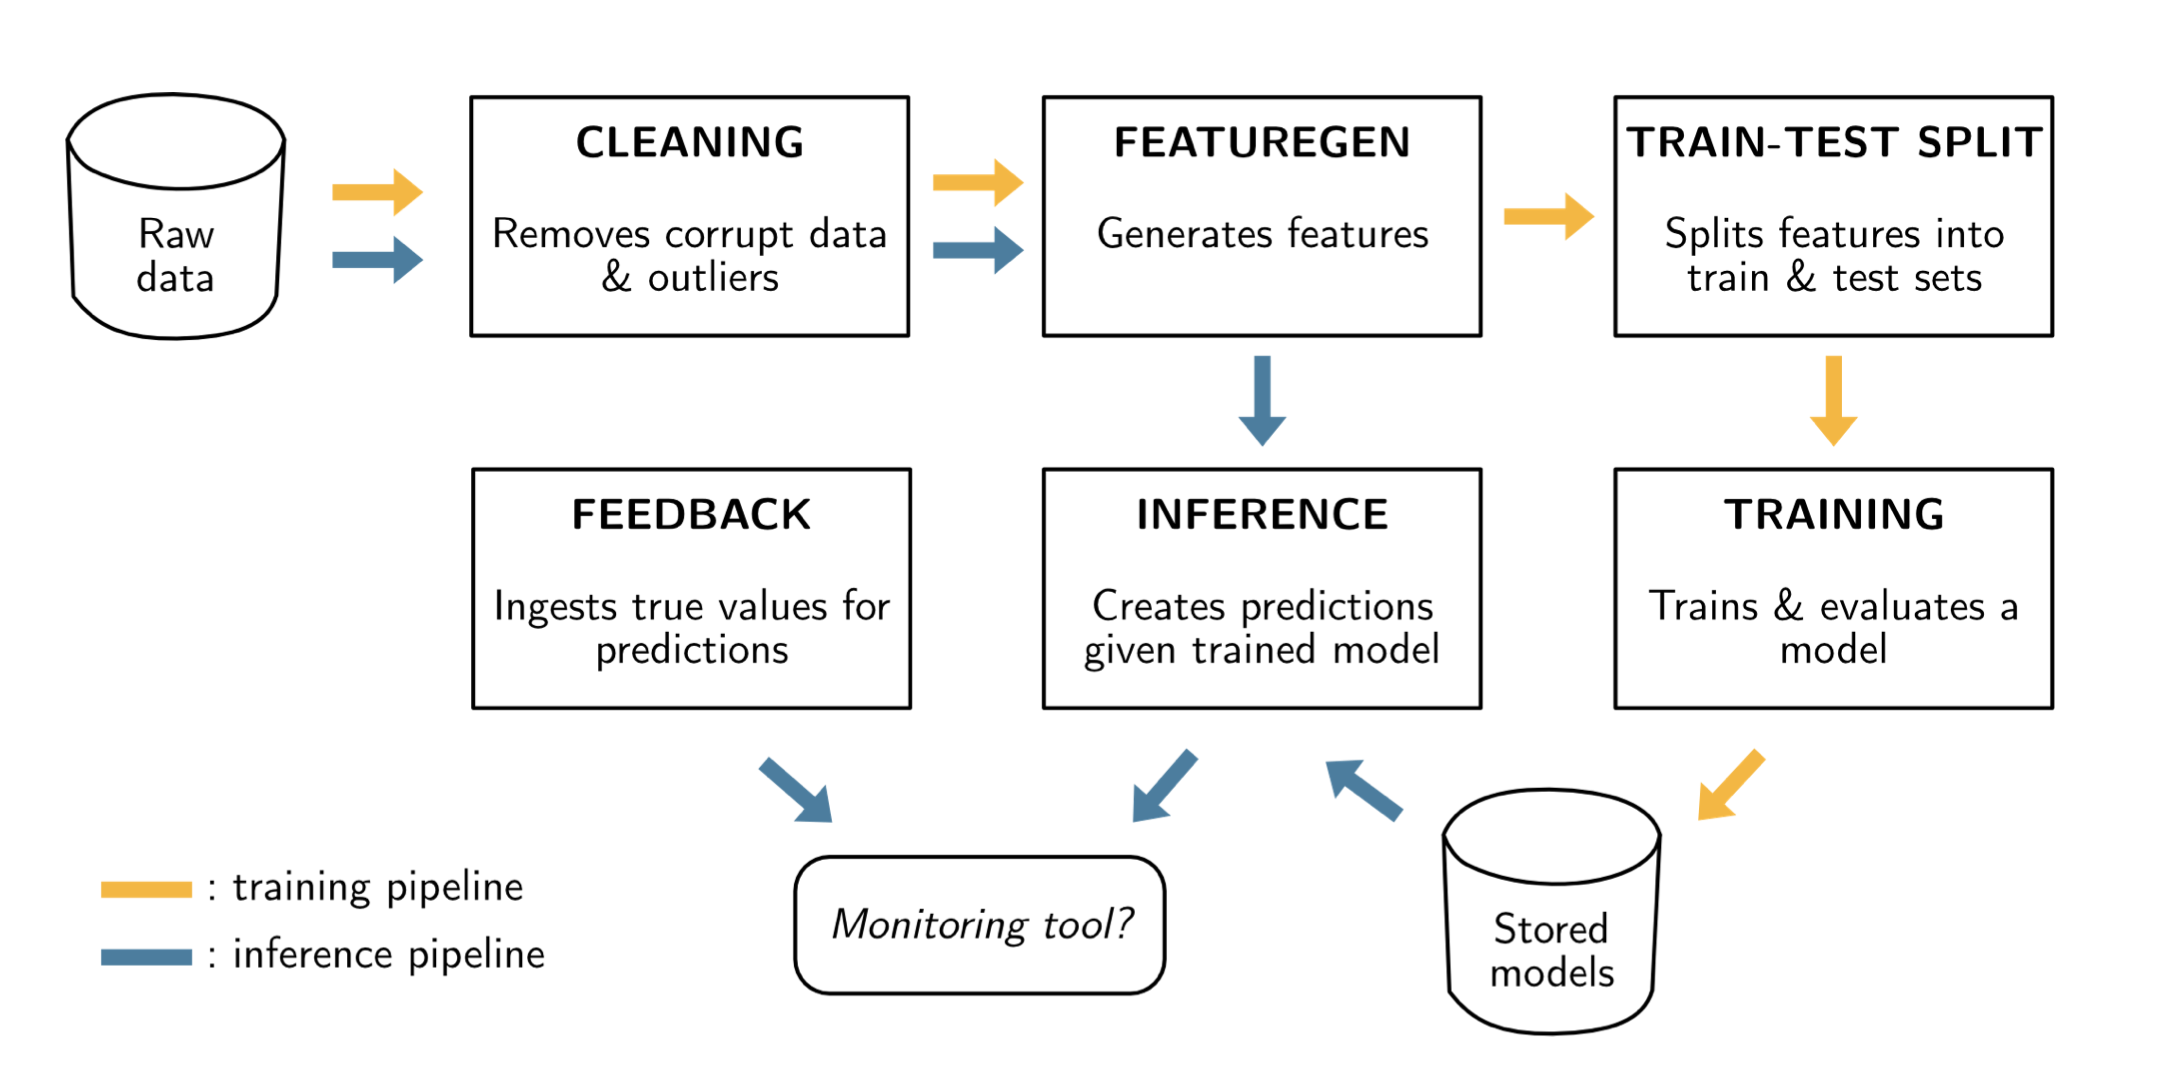 Raw
data
CLEANING
Removes corrupt data
& outliers
FEATUREGEN
Generates features
TRAIN-TEST SPLIT
Splits features into
train & test sets
FEEDBACK
Ingests true values for
predictions
INFERENCE
Creates predictions
given trained model
TRAINING
Trains & evaluates a
model
: training pipeline
: inference pipeline
Monitoring tool?
Stored
models